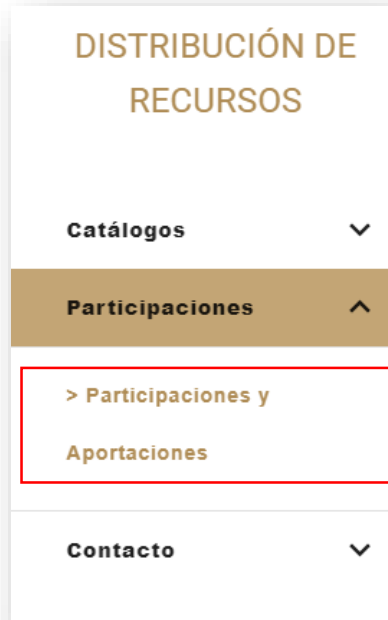 DISTRIBUCIÓN DE
RECURSOS
Catálogos
Participaciones
> Participaciones y
Aportaciones
Contacto